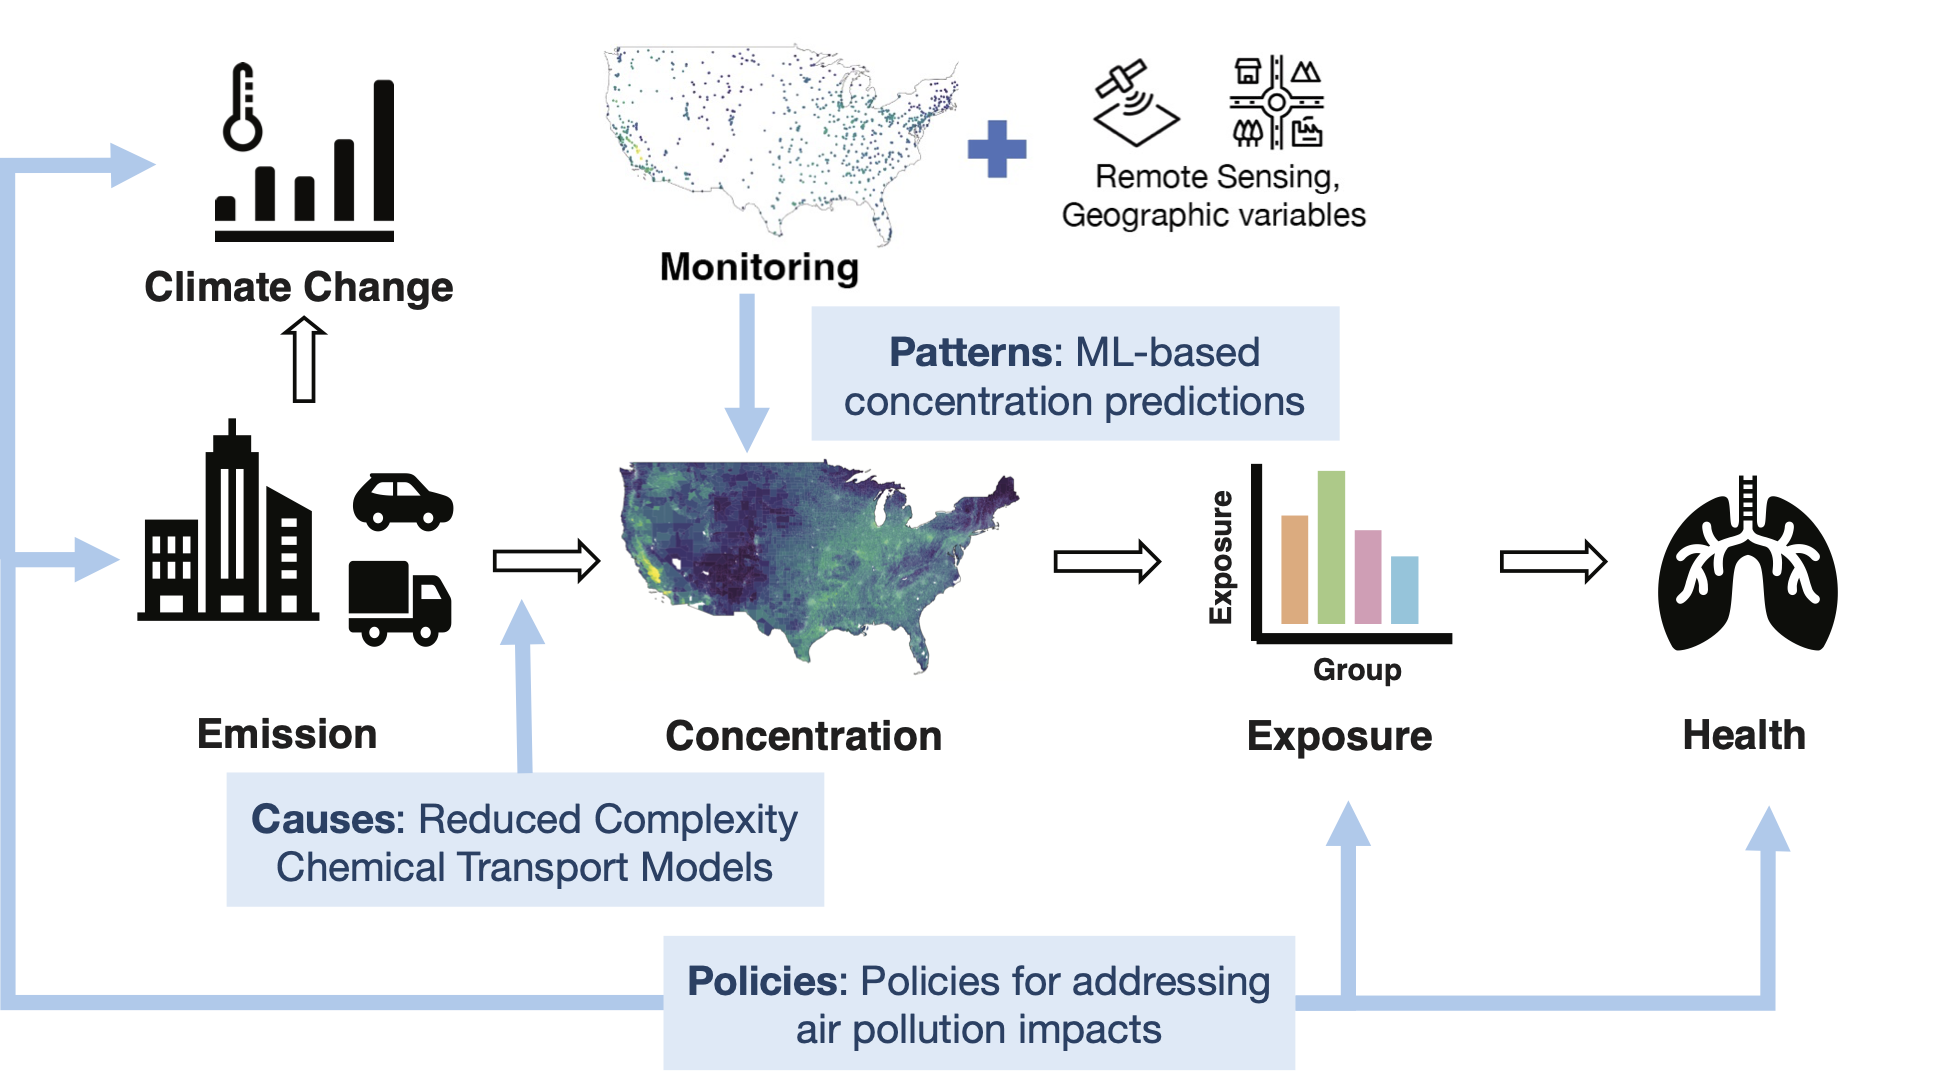 Remote Sensing,
Geographic variables
Monitoring
Climate Change
Patterns: ML-based
concentration predictions
Exposure
Group
Emission
Concentration
Exposure
Health
Causes: Reduced Complexity
Chemical Transport Models
Policies: Policies for addressing
air pollution impacts